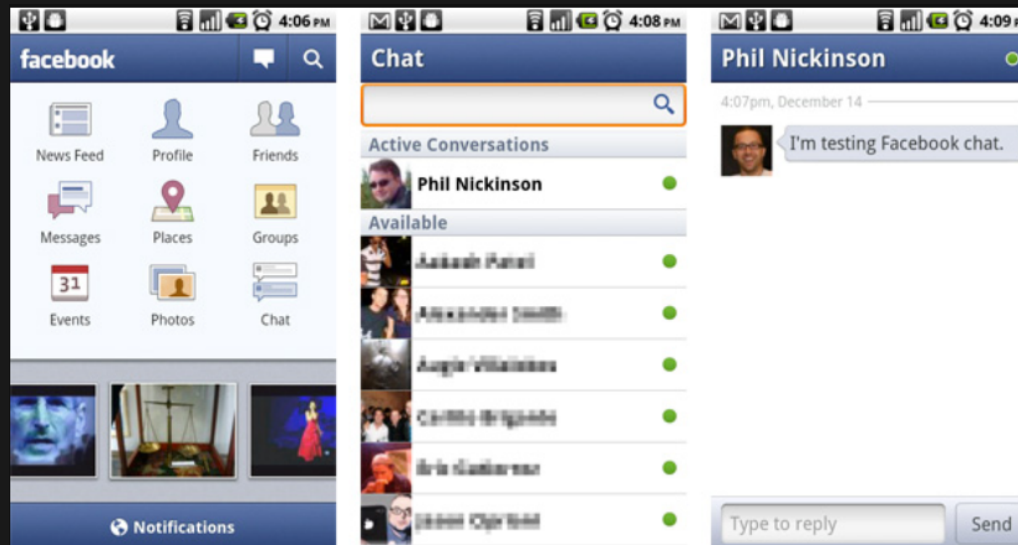 4:06 PM
facebook
News Feed
Profile
Friends
Messages
Places
Groups
31
Events
Photos
Chat
Notifications
4:08 PM
Chat
Active Conversations
Phil Nickinson
Available
4:09
Phil Nickinson
4:07pm, December 14
I'm testing Facebook chat.
Type to reply
Send